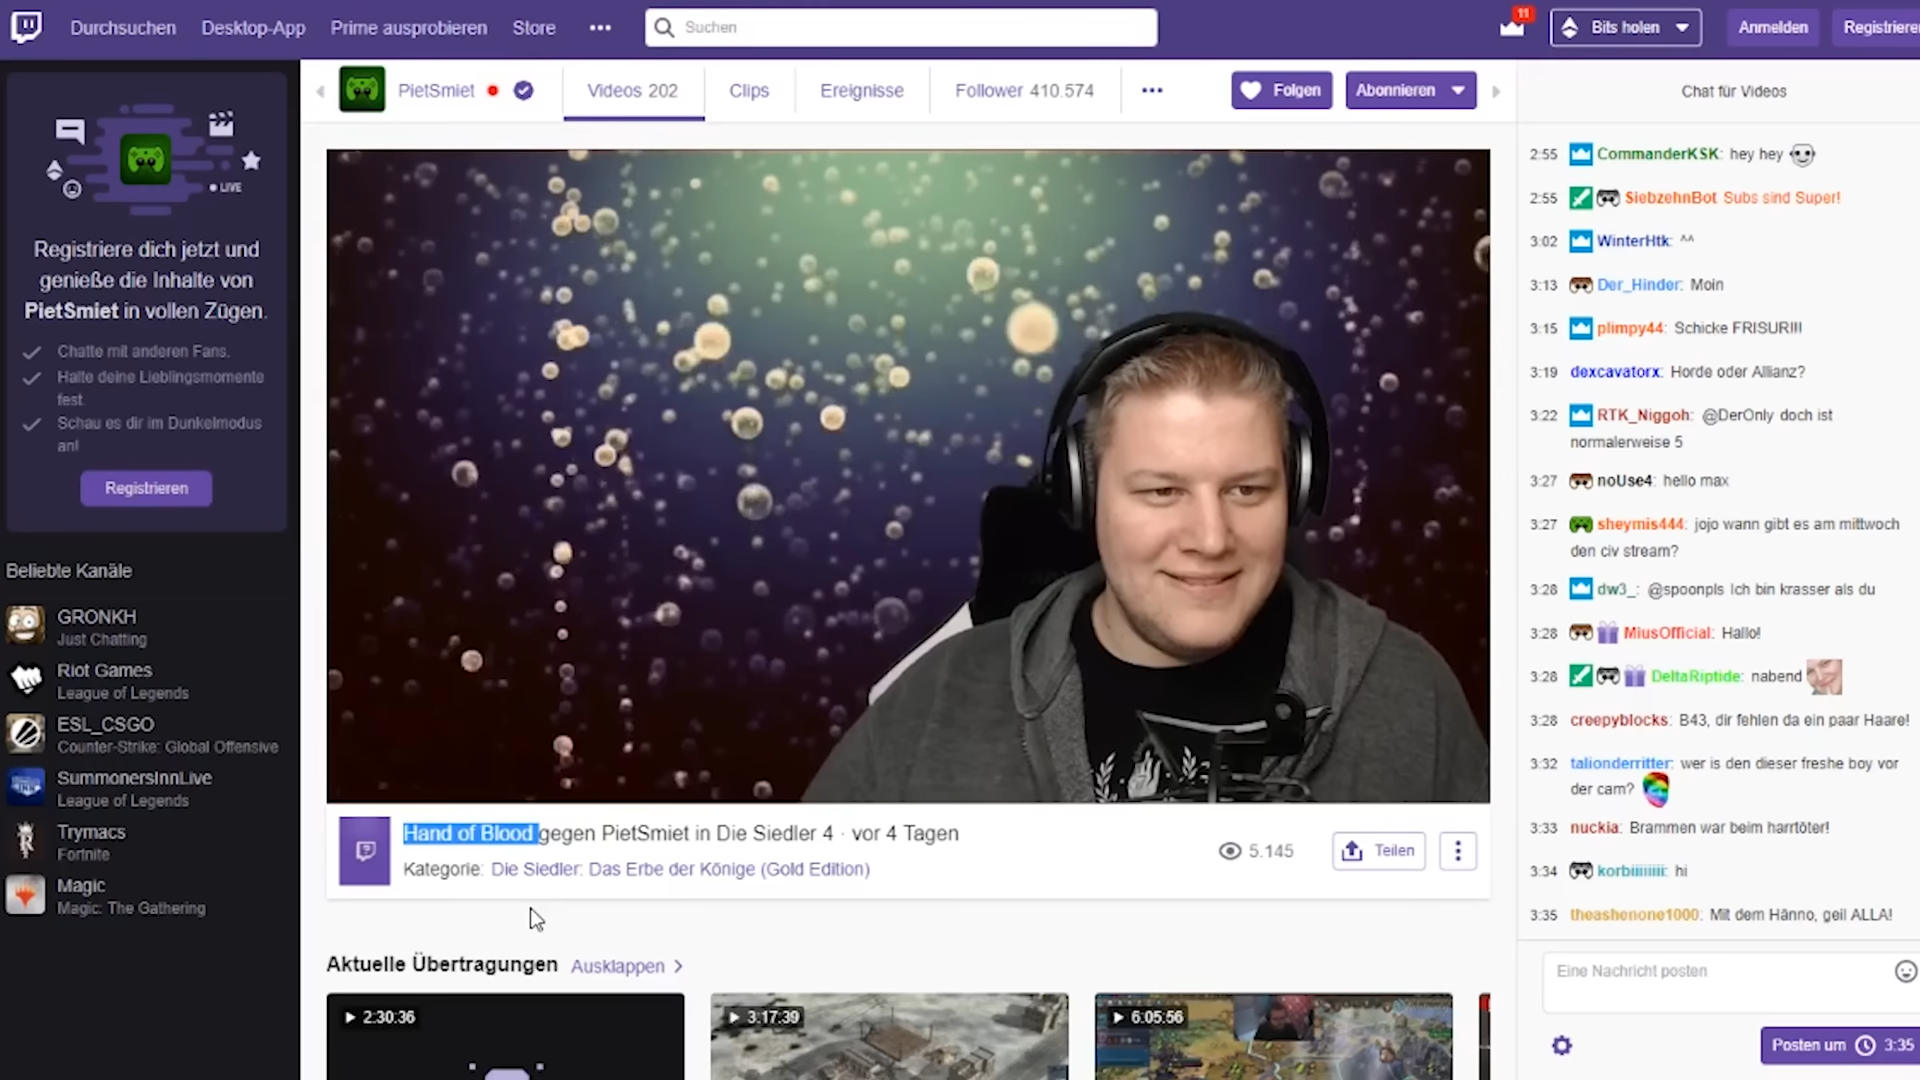 Durchsuchen
Desktop-App
Prime ausprobieren
Store
Suchen
11
Bits holen
Anmelden
Registrieren
Registriere dich jetzt und
genieße die Inhalte von
PietSmiet in vollen Zügen.
Chatte mit anderen Fans.
Halte deine Lieblingsmomente
fest.
Schau es dir im Dunkelmodus
an!
Registrieren
LIVE
Beliebte Kanäle
GRONKH
Just Chatting
Riot Games
League of Legends
ESL_CSGO
Counter-Strike: Global Offensive
SummonersInnLive
League of Legends
Trymacs
Fortnite
Magic
Magic: The Gathering
PietSmiet
Videos 202
Clips
Ereignisse
Follower 410.574
Folgen
Abonnieren
Hand of Blood gegen PietSmiet in Die Siedler 4 · vor 4 Tagen
Kategorie: Die Siedler: Das Erbe der Könige (Gold Edition)
5.145
Teilen
Aktuelle Übertragungen
Ausklappen
2:30:36
3:17:39
6:05:56
Chat für Videos
2:55 CommanderKSK: hey hey
2:55 SiebzehnBot Subs sind Super!
3:02 WinterHtk: ^^
3:13 Der_Hinder: Moin
3:15 plimpy44: Schicke FRISUR!!!
3:19 dexcavatorx: Horde oder Allianz?
3:22 RTK_Niggoh: @DerOnly doch ist
normalerweise 5
3:27 noUse4: hello max
3:27 sheymis444: jojo wann gibt es am mittwoch
den civ stream?
3:28 dw3_: @spoonpls Ich bin krasser als du
3:28 MiusOfficial: Hallo!
3:28 DeltaRiptide: nabend
3:28 creepyblocks: B43, dir fehlen da ein paar Haare!
3:32 talionderritter: wer is den dieser freshe boy vor
der cam?
3:33 nuckia: Brammen war beim harrtöter!
3:34 korbiiiiiiii: hi
3:35 theashenone1000: Mit dem Hänno, geil ALLA!
Eine Nachricht posten
Posten um 3:35